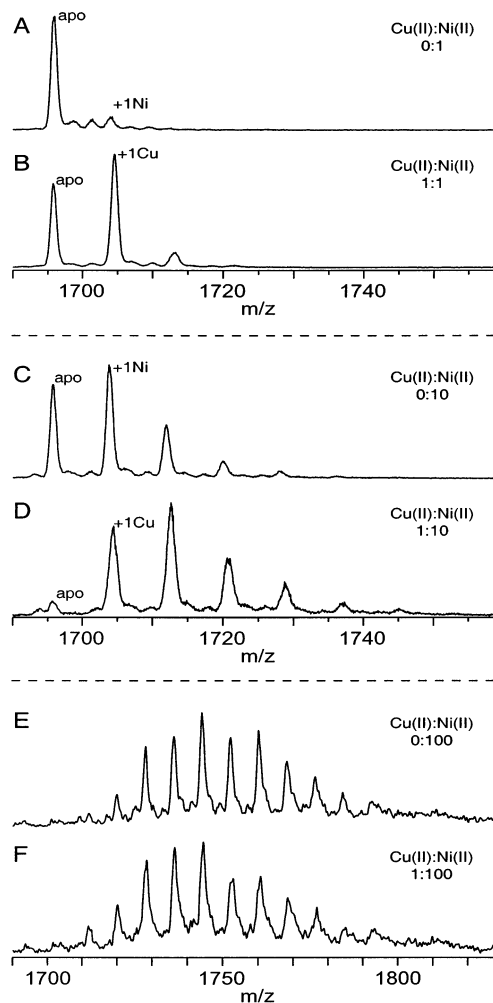 A
apo
+1Ni
Cu(II):Ni(II)
0:1
B
apo
+1Cu
Cu(II):Ni(II)
1:1
1700
1720
1740
m/z
C
apo
+1Ni
Cu(II):Ni(II)
0:10
D
apo
+1Cu
Cu(II):Ni(II)
1:10
1700
1720
1740
m/z
E
Cu(II):Ni(II)
0:100
F
Cu(II):Ni(II)
1:100
1700
1750
1800
m/z